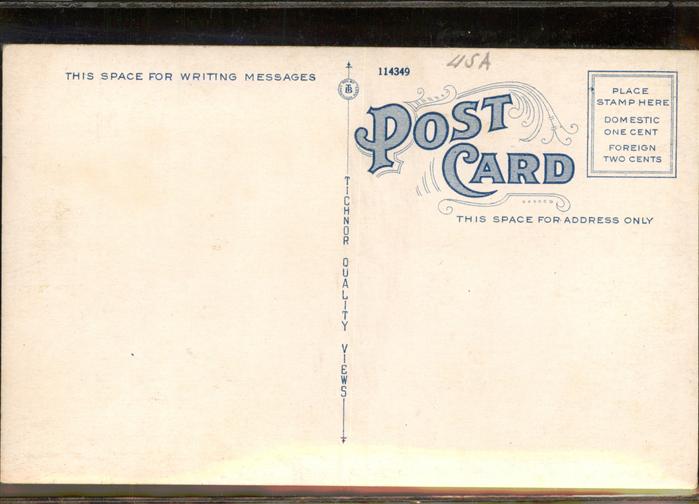 THIS SPACE FOR WRITING MESSAGES
114349
USA
POST
CARD
PLACE
STAMP HERE
DOMESTIC
ONE CENT
FOREIGN
TWO CENTS
THIS SPACE FOR ADDRESS ONLY
TICHNOR QUALITY VIEWS